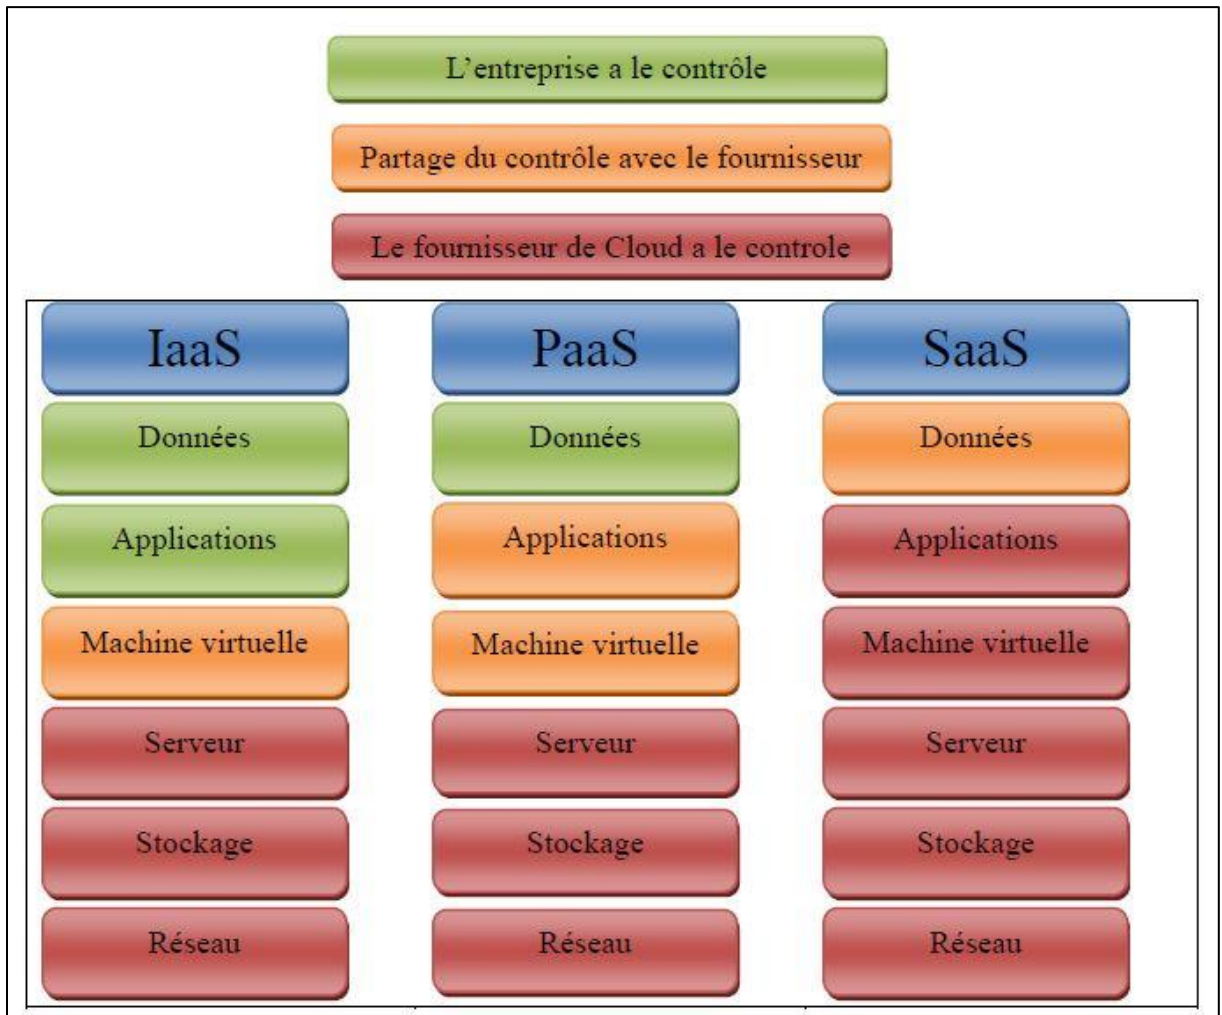 L’entreprise a le contrôle
Partage du contrôle avec le fournisseur
Le fournisseur de Cloud a le controle
IaaS PaaS SaaS
Données Données Données
Applications Applications Applications
Machine virtuelle Machine virtuelle Machine virtuelle
Serveur Serveur Serveur
Stockage Stockage Stockage
Réseau Réseau Réseau